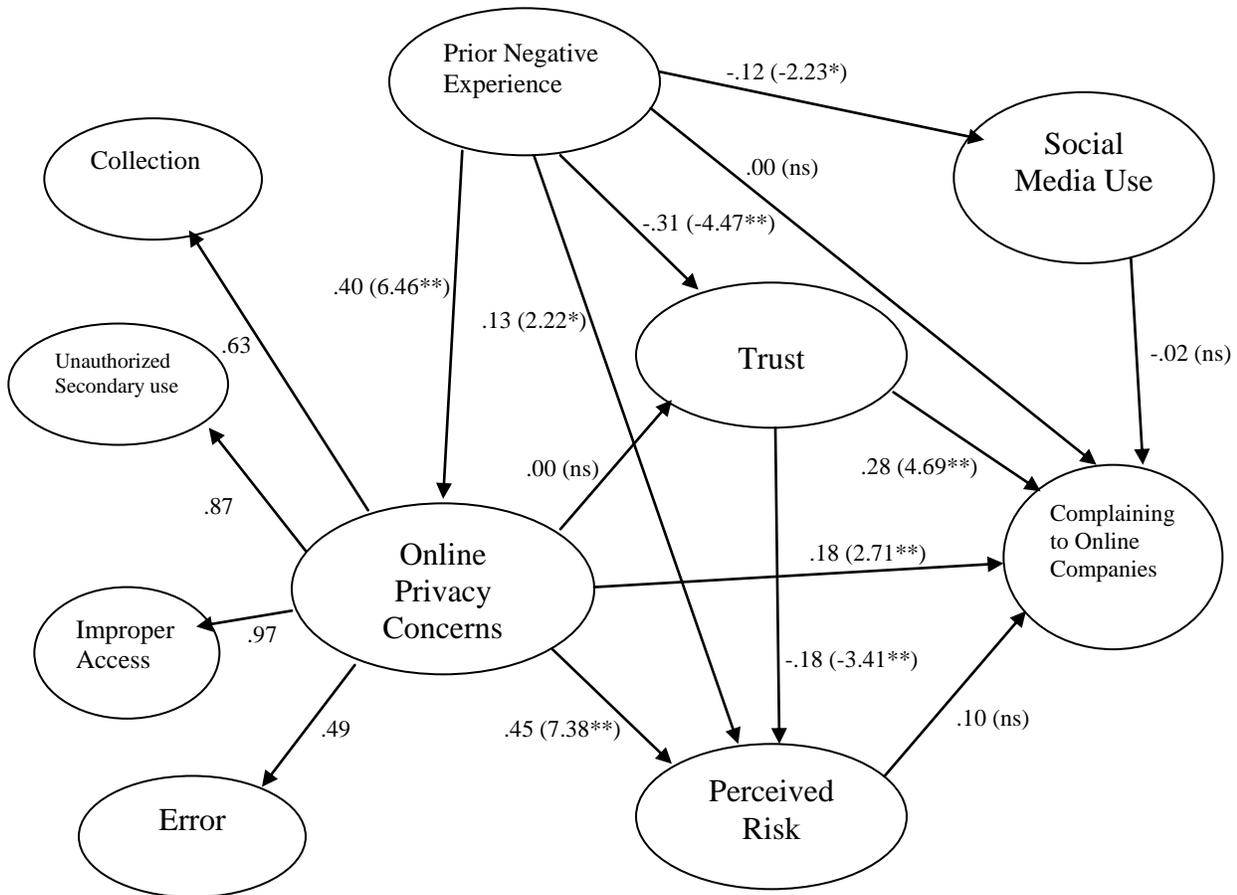 Prior Negative
Experience
-.12 (-2.23*)
Social
Media Use
Collection
.00 (ns)
-.31 (-4.47**)
.40 (6.46**)
.13 (2.22*)
.63
Unauthorized
Secondary use
Trust
-.02 (ns)
.00 (ns)
.28 (4.69**)
.87
Complaining
to Online
Companies
Online
Privacy
Concerns
.18 (2.71**)
Improper
Access
.97
-.18 (-3.41**)
.49
.45 (7.38**)
.10 (ns)
Error
Perceived
Risk